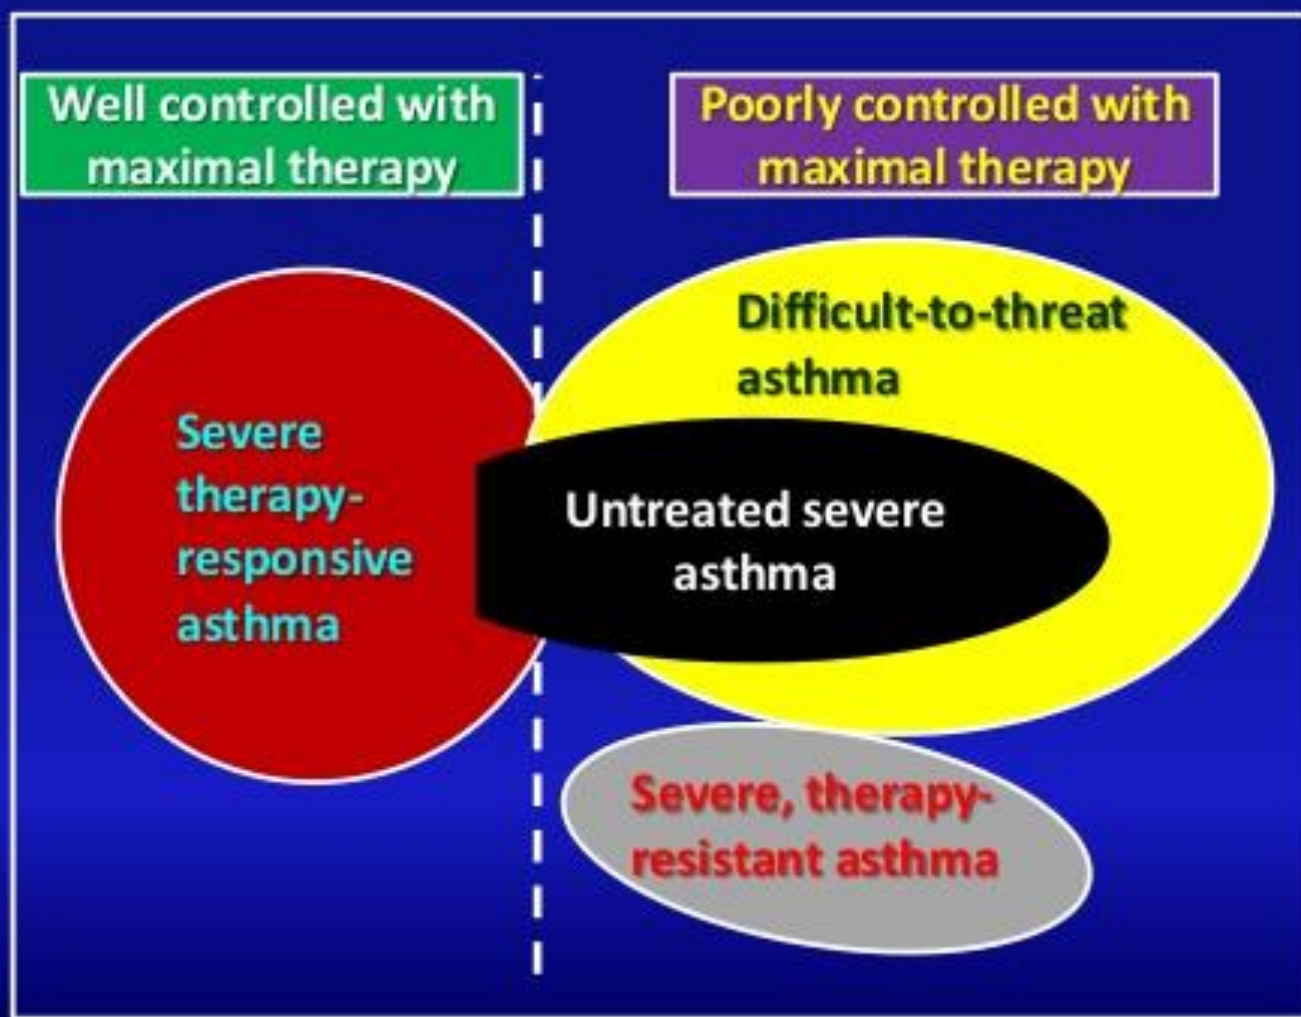 Well controlled with
maximal therapy
Poorly controlled with
maximal therapy
Difficult-to-threat
asthma
Severe
therapy-
responsive
asthma
Untreated severe
asthma
Severe, therapy-
resistant asthma